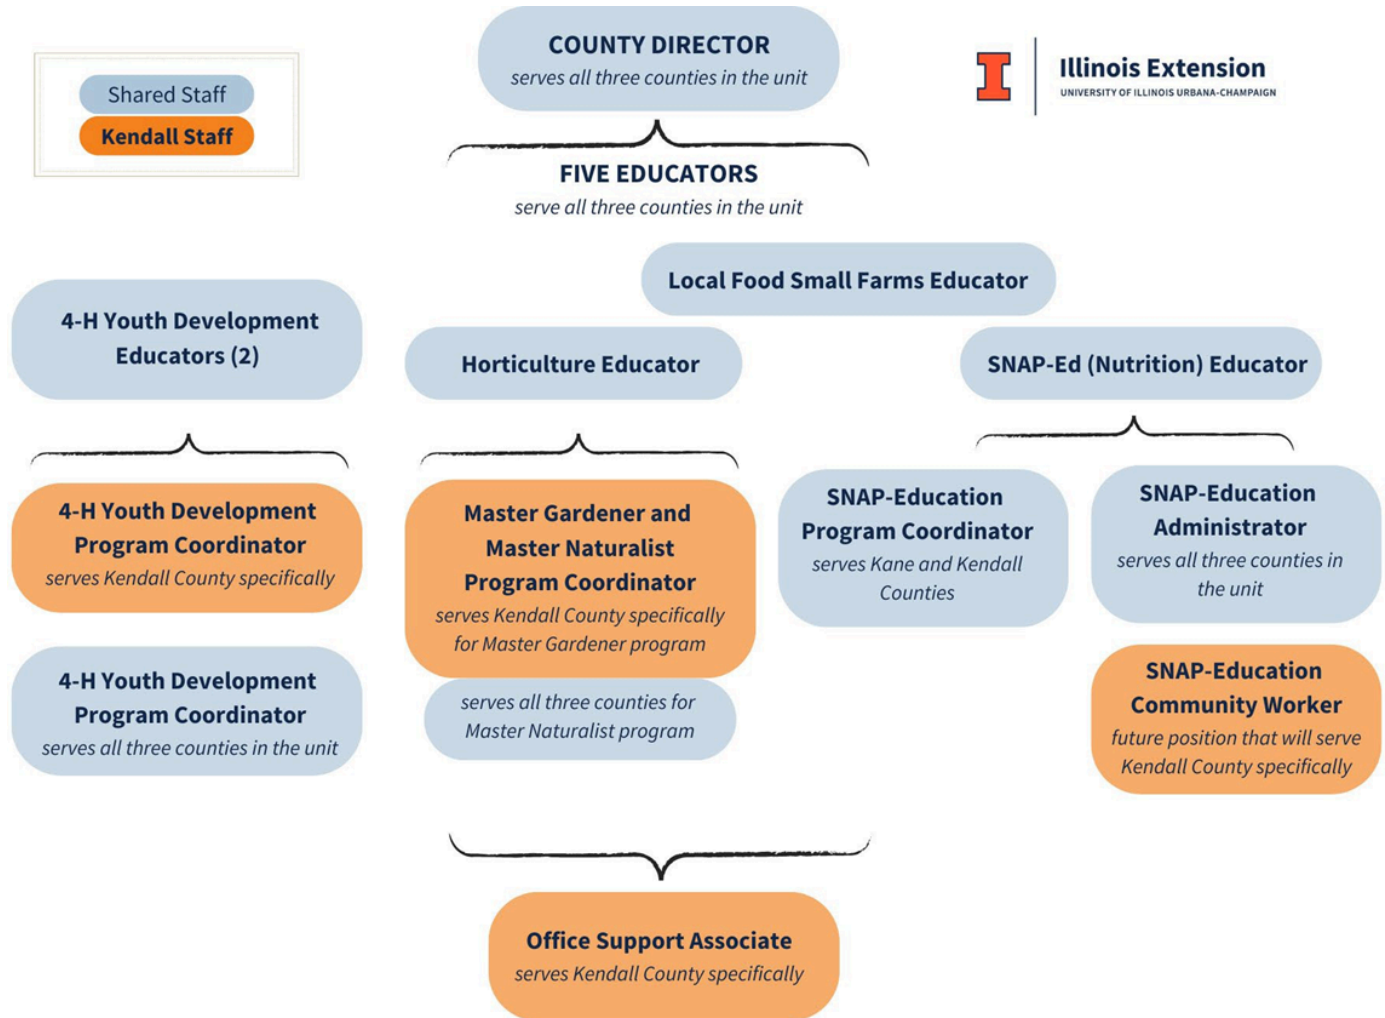 COUNTY DIRECTOR
serves all three counties in the unit
Shared Staff
Kendall Staff
Illinois Extension
UNIVERSITY OF ILLINOIS URBANA-CHAMPAIGN
FIVE EDUCATORS
serve all three counties in the unit
Local Food Small Farms Educator
4-H Youth Development
Educators (2)
Horticulture Educator
SNAP-Ed (Nutrition) Educator
4-H Youth Development
Program Coordinator
serves Kendall County specifically
4-H Youth Development
Program Coordinator
serves all three counties in the unit
Master Gardener and
Master Naturalist
Program Coordinator
serves Kendall County specifically
for Master Gardener program
serves all three counties for
Master Naturalist program
SNAP-Education
Program Coordinator
serves Kane and Kendall
Counties
SNAP-Education
Administrator
serves all three counties in
the unit
SNAP-Education
Community Worker
future position that will serve
Kendall County specifically
Office Support Associate
serves Kendall County specifically